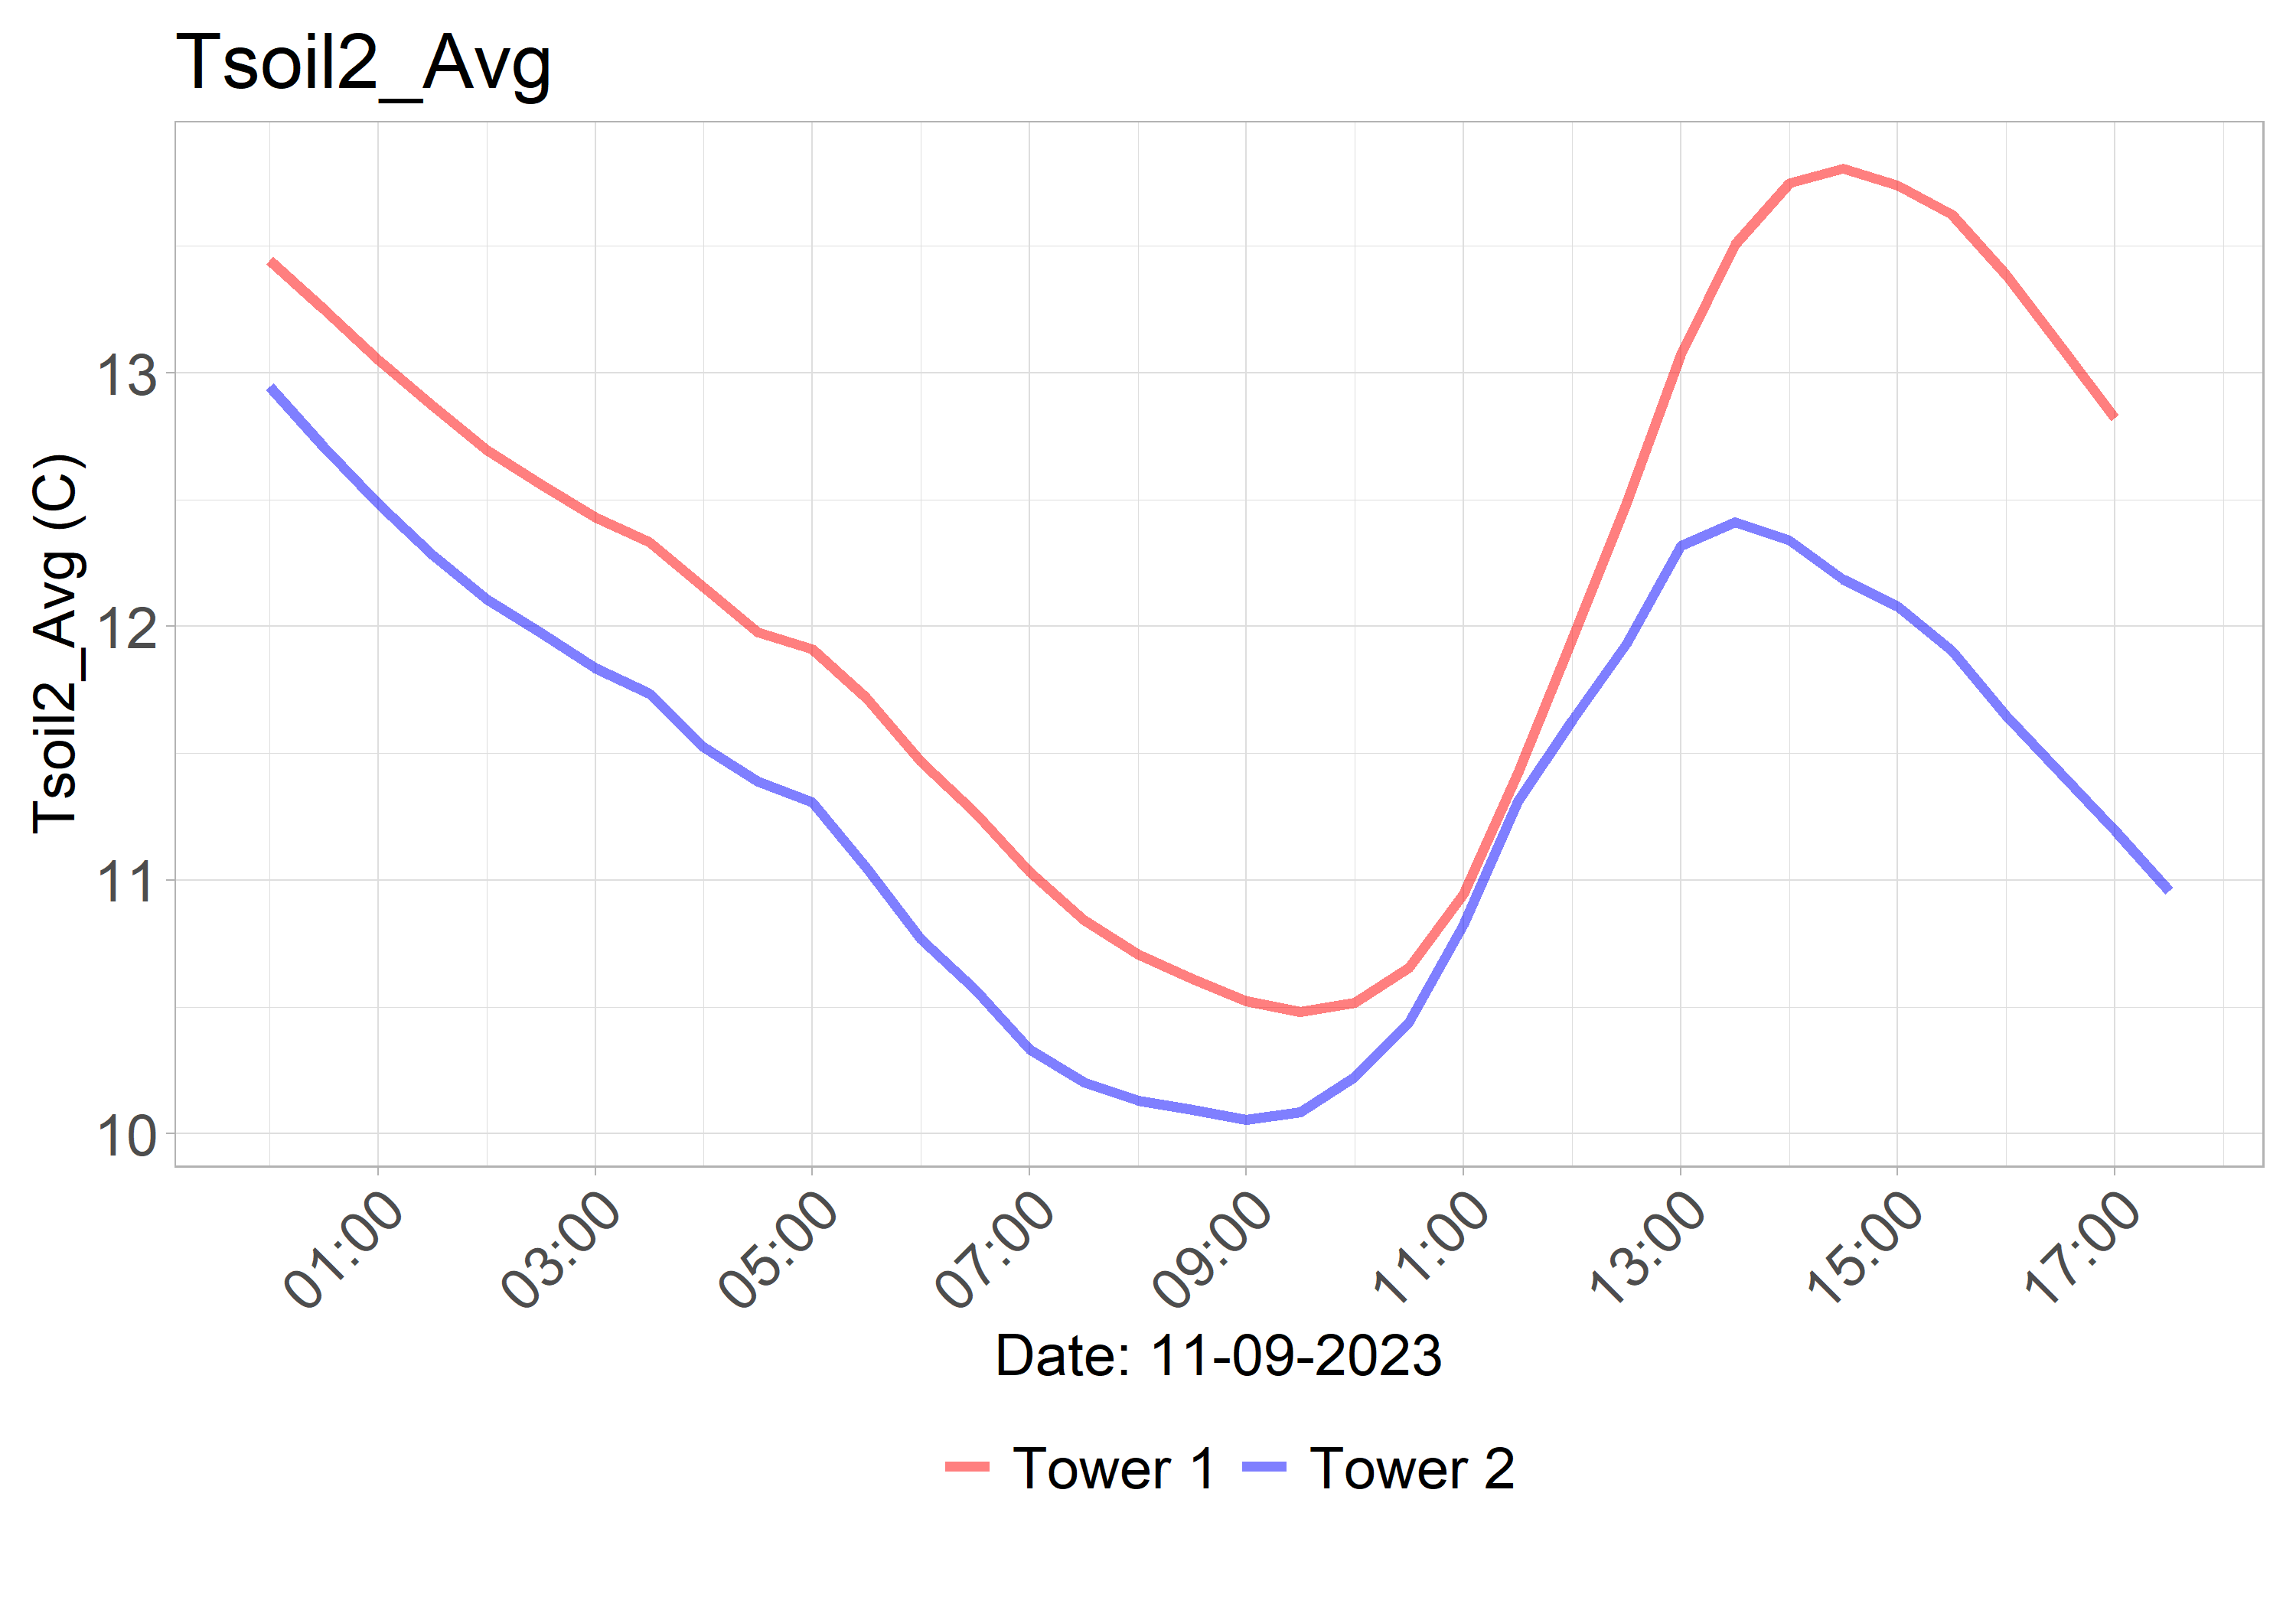 Tsoil2_Avg
Tsoil2_Avg (C)
13
12
11
10
01:00 03:00 05:00 07:00 09:00 11:00 13:00 15:00 17:00
Date: 11-09-2023
Tower 1 Tower 2